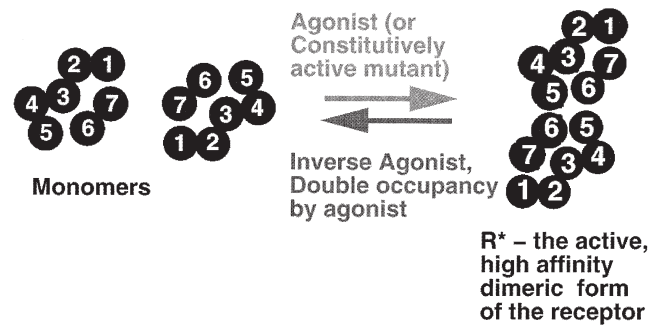 Agonist (or
Constitutively
active mutant)
2 1
4 3 7
5 6
6 5
7 3 4
1 2
Monomers
Inverse Agonist,
Double occupancy
by agonist
2 1
4 3 7
5 6
6 5
7 3 4
1 2
R* – the active,
high affinity
dimeric form
of the receptor